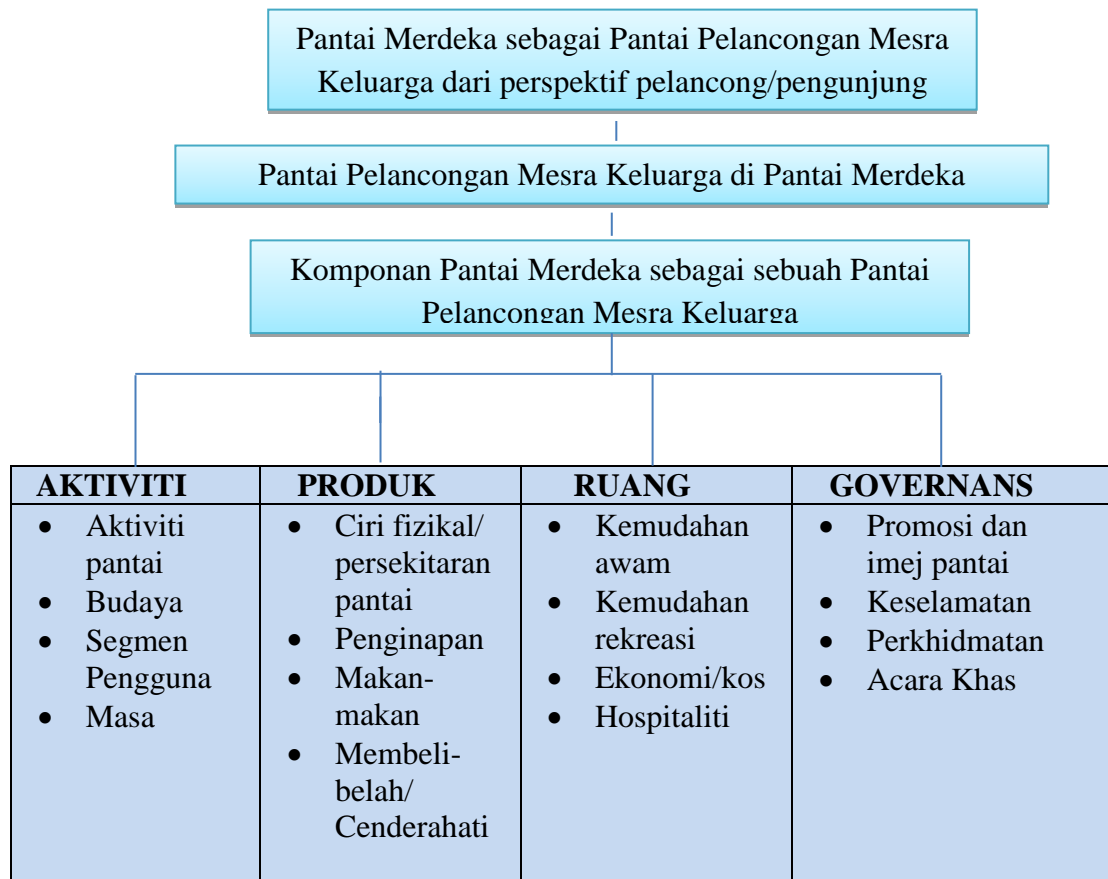 Pantai Merdeka sebagai Pantai Pelancongan Mesra
Keluarga dari perspektif pelancong/pengunjung
Pantai Pelancongan Mesra Keluarga di Pantai Merdeka
Komponan Pantai Merdeka sebagai sebuah Pantai
Pelancongan Mesra Keluarga
AKTIVITI
• Aktiviti
pantai
• Budaya
• Segmen
Pengguna
• Masa
PRODUK
• Ciri fizikal/
persekitaran
pantai
• Penginapan
• Makan-
makan
• Membeli-
belah/
Cenderahati
RUANG
• Kemudahan
awam
• Kemudahan
rekreasi
• Ekonomi/kos
• Hospitaliti
GOVERNANS
• Promosi dan
imej pantai
• Keselamatan
• Perkhidmatan
• Acara Khas